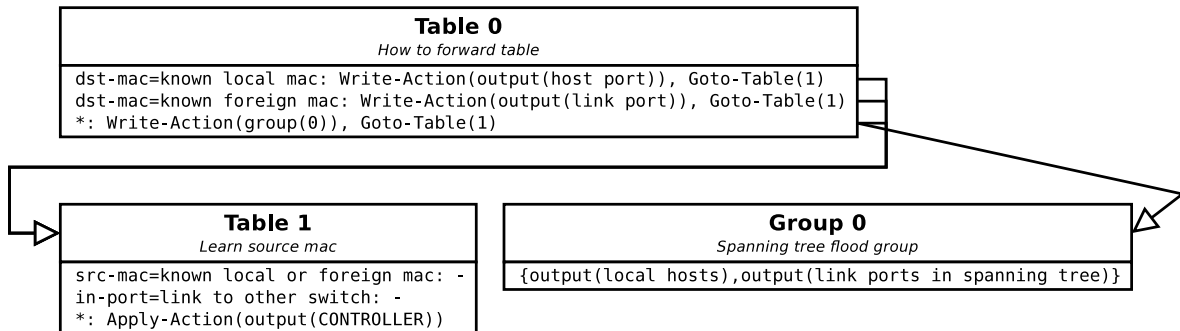 Table 0
How to forward table
dst-mac=known local mac: Write-Action(output(host port)), Goto-Table(1)
dst-mac=known foreign mac: Write-Action(output(link port)), Goto-Table(1)
*: Write-Action(group(0)), Goto-Table(1)
Table 1
Learn source mac
src-mac=known local or foreign mac: -
in-port=link to other switch: -
*: Apply-Action(output(CONTROLLER))
Group 0
Spanning tree flood group
{output(local hosts),output(link ports in spanning tree)}